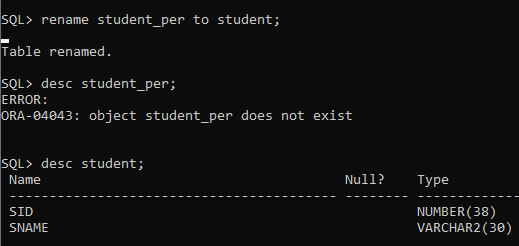 SQL> rename student_per to student;
Table renamed.
SQL> desc student_per;
ERROR:
ORA-04043: object student_per does not exist
SQL> desc student;
Name Null? Type
----------------------------------------- -------- -------------
SID NUMBER(38)
SNAME VARCHAR2(30)